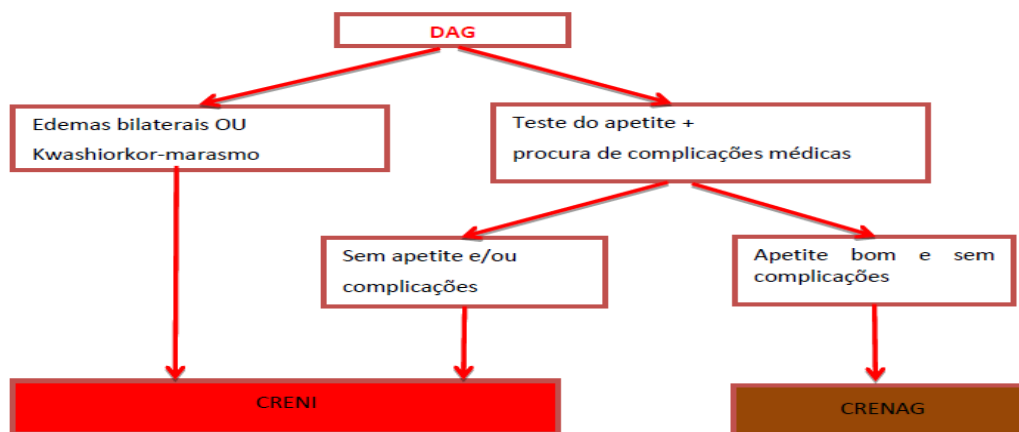 DAG
Edemas bilaterais OU
Kwashiorkor-marasmo
Teste do apetite +
procura de complicações médicas
Sem apetite e/ou
complicações
Apetite bom e sem
complicações
CRENI
CRENAG